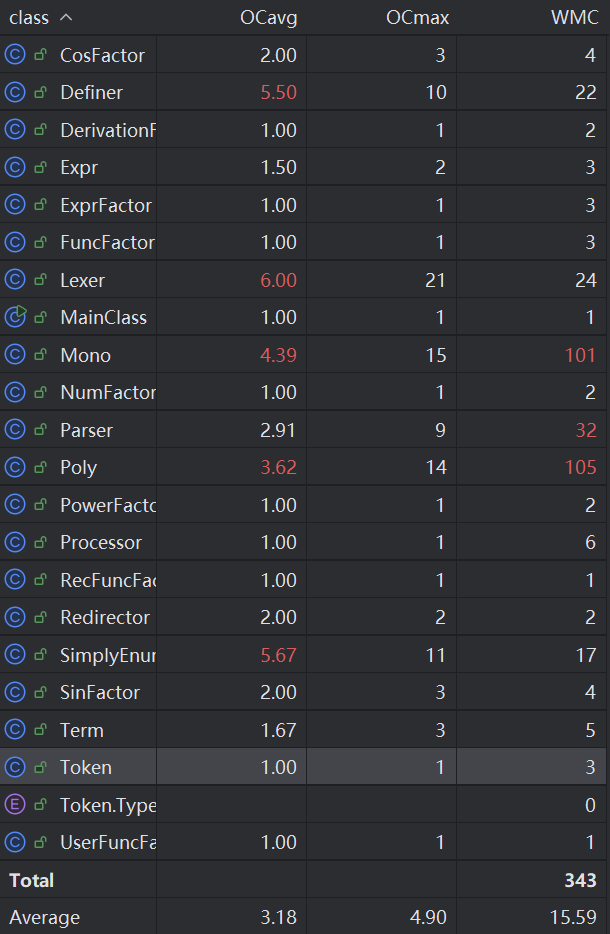 class OCavg OCmax WMC
C CosFactor 2.00 3 4
C Definer 5.50 10 22
C DerivationF 1.00 1 2
C Expr 1.50 2 3
C ExprFactor 1.00 1 3
C FuncFactor 1.00 1 3
C Lexer 6.00 21 24
C MainClass 1.00 1 1
C Mono 4.39 15 101
C NumFactor 1.00 1 2
C Parser 2.91 9 32
C Poly 3.62 14 105
C PowerFacto 1.00 1 2
C Processor 1.00 1 6
C RecFuncFac 1.00 1 1
C Redirector 2.00 2 2
C SimplyEnum 5.67 11 17
C SinFactor 2.00 3 4
C Term 1.67 3 5
C Token 1.00 1 3
E Token.Type 0
C UserFuncFa 1.00 1 1
Total 343
Average 3.18 4.90 15.59